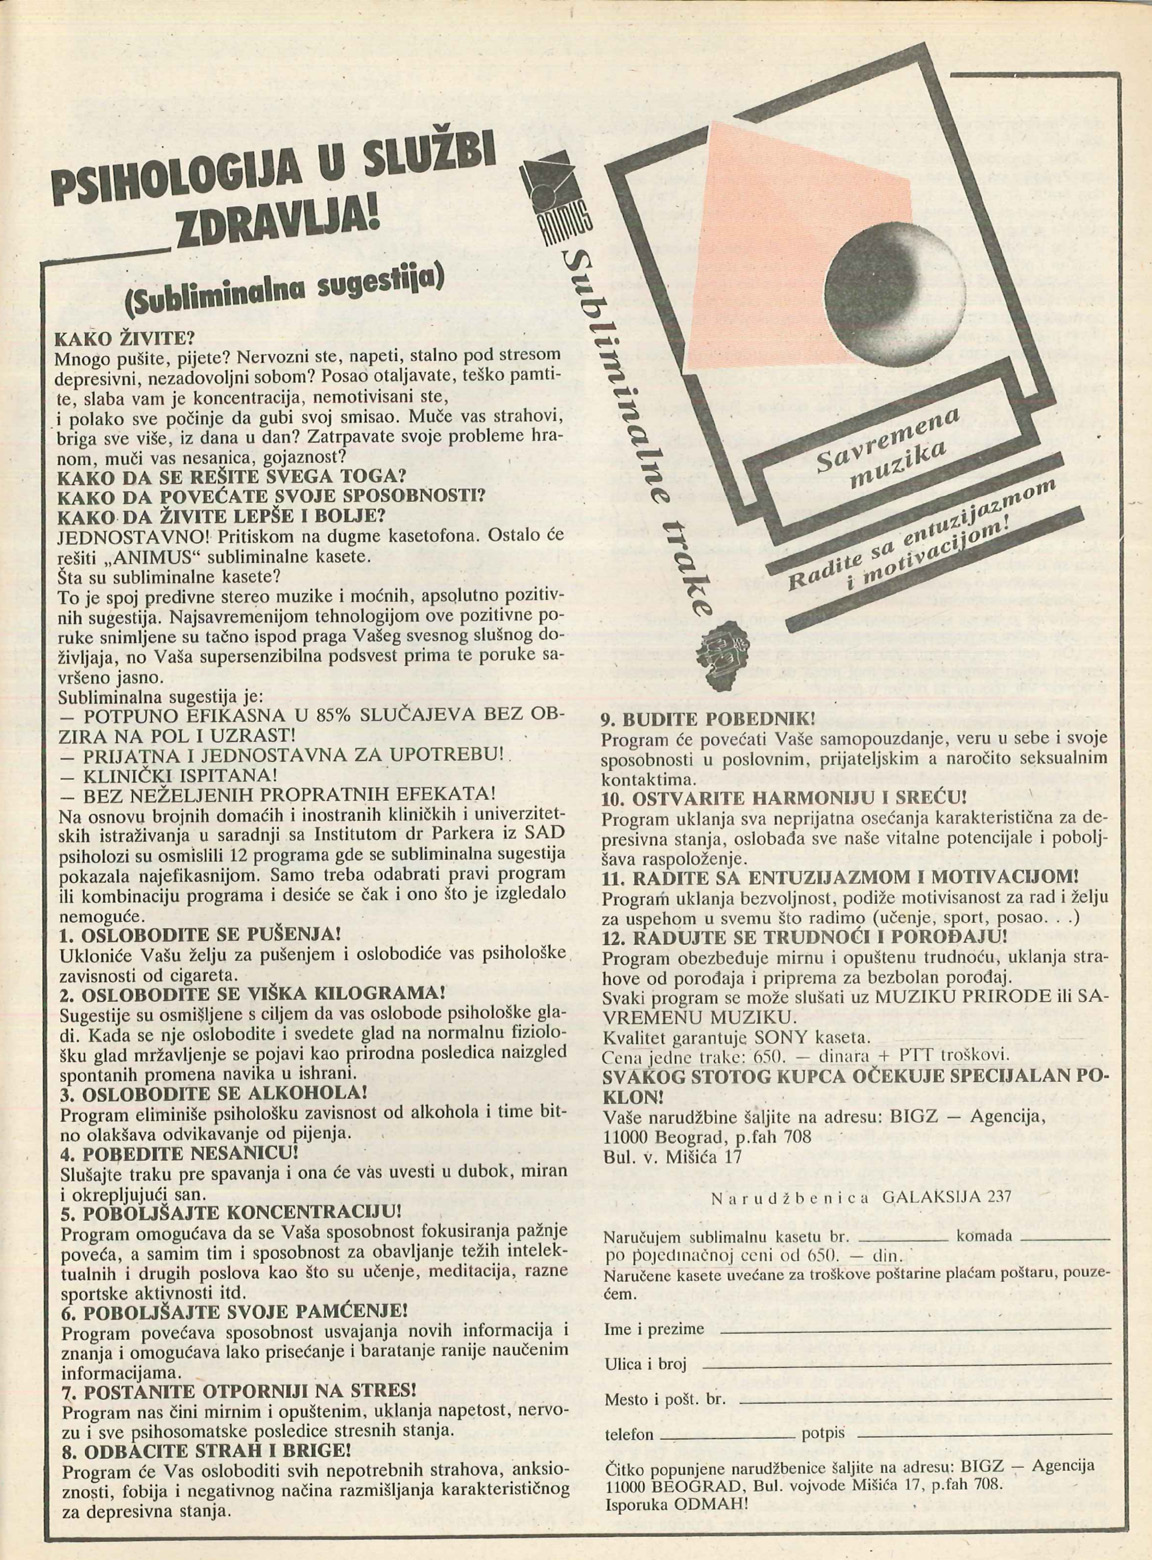 PSIHOLOGIJA U SLUŽBI
ZDRAVLJA!
(Subliminalna sugestija)
KAKO ŽIVITE?
Mnogo pušite, pijete? Nervozni ste, napeti, stalno pod stresom
depresivni, nezadovoljni sobom? Posao otaljavate, teško pamti-
te, slaba vam je koncentracija, nemotivisani ste,
i polako sve počinje da gubi svoj smisao. Muče vas strahovi,
briga sve više, iz dana u dan? Zatrpavate svoje probleme hra-
nom, muči vas nesanica, gojaznost?
KAKO DA SE REŠITE SVEGA TOGA?
KAKO DA POVEĆATE SVOJE SPOSOBNOSTI?
KAKO DA ŽIVITE LEPŠE I BOLJE?
JEDNOSTAVNO! Pritiskom na dugme kasetofona. Ostalo će
rešiti „ANIMUS“ subliminalne kasete.
Šta su subliminalne kasete?
To je spoj predivne stereo muzike i moćnih, apsolutno pozitiv-
nih sugestija. Najsavremenijom tehnologijom ove pozitivne po-
ruke snimljene su tačno ispod praga Vašeg svesnog slušnog do-
življaja, no Vaša supersenzibilna podsvest prima te poruke sa-
vršeno jasno.
Subliminalna sugestija je:
— POTPUNO EFIKASNA U 85% SLUČAJEVA BEZ OB-
ZIRA NA POL I UZRAST!
— PRIJATNA I JEDNOSTAVNA ZA UPOTREBU!
— KLINIČKI ISPITANA!
— BEZ NEŽELJENIH PROPRATNIH EFEKATA!
Na osnovu brojnih domaćih i inostranih kliničkih i univerzitet-
skih istraživanja u saradnji sa Institutom dr Parkera iz SAD
psiholozi su osmislili 12 programa gde se subliminalna sugestija
pokazala najefikasnijom. Samo treba odabrati pravi program
ili kombinaciju programa i desiće se čak i ono što je izgledalo
nemoguće.
1. OSLOBODITE SE PUŠENJA!
Ukloniće Vašu želju za pušenjem i oslobodiće vas psihološke
zavisnosti od cigareta.
2. OSLOBODITE SE VIŠKA KILOGRAMA!
Sugestije su osmišljene s ciljem da vas oslobode psihološke gla-
di. Kada se nje oslobodite i svedete glad na normalnu fiziolo-
šku glad mržavljenje se pojavi kao prirodna posledica naizgled
spontanih promena navika u ishrani.
3. OSLOBODITE SE ALKOHOLA!
Program eliminiše psihološku zavisnost od alkohola i time bit-
no olakšava odvikavanje od pijenja.
4. POBEDITE NESANICU!
Slušajte traku pre spavanja i ona će vas uvesti u dubok, miran
i okrepljujući san.
5. POBOLJŠAJTE KONCENTRACIJU!
Program omogućava da se Vaša sposobnost fokusiranja pažnje
poveća, a samim tim i sposobnost za obavljanje težih intelek-
tualnih i drugih poslova kao što su učenje, meditacija, razne
sportske aktivnosti itd.
6. POBOLJŠAJTE SVOJE PAMĆENJE!
Program povećava sposobnost usvajanja novih informacija i
znanja i omogućava lako prisećanje i baratanje ranije naučenim
informacijama.
7. POSTANITE OTPORNIJI NA STRES!
Program nas čini mirnim i opuštenim, uklanja napetost, nervo-
zu i sve psihosomatske posledice stresnih stanja.
8. ODBACITE STRAH I BRIGE!
Program će Vas osloboditi svih nepotrebnih strahova, anksio-
znosti, fobija i negativnog načina razmišljanja karakterističnog
za depresivna stanja.
ANIMUS
Subliminalne trake
Savremena
muzika
Radite sa entuzijazmom
i motivacijom!
9. BUDITE POBEDNIK!
Program će povećati Vaše samopouzdanje, veru u sebe i svoje
sposobnosti u poslovnim, prijateljskim a naročito seksualnim
kontaktima.
10. OSTVARITE HARMONIJU I SREĆU!
Program uklanja sva neprijatna osećanja karakteristična za de-
presivna stanja, oslobađa sve naše vitalne potencijale i pobolj-
šava raspoloženje.
11. RADITE SA ENTUZIJAZMOM I MOTIVACIJOM!
Program uklanja bezvoljnost, podiže motivisanost za rad i želju
za uspehom u svemu što radimo (učenje, sport, posao. . .)
12. RADUJTE SE TRUDNOĆI I POROĐAJU!
Program obezbeđuje mirnu i opuštenu trudnoću, uklanja stra-
hove od porođaja i priprema za bezbolan porođaj.
Svaki program se može slušati uz MUZIKU PRIRODE ili SA-
VREMENU MUZIKU.
Kvalitet garantuje SONY kaseta.
Cena jedne trake: 650. — dinara + PTT troškovi.
SVAKOG STOTOG KUPCA OČEKUJE SPECIJALAN PO-
KLON!
Vaše narudžbine šaljite na adresu: BIGZ — Agencija,
11000 Beograd, p.fah 708
Bul. v. Mišića 17
Narudžbenica GALAKSIJA 237
Naručujem sublimalnu kasetu br. ________ komada ________
po pojedinačnoj ceni od 650. — din.
Naručene kasete uvećane za troškove poštarine plaćam poštaru, pouze-
ćem.
Ime i prezime ________
Ulica i broj ________
Mesto i pošt. br. ________
telefon ________ potpis ________
Čitko popunjene narudžbenice šaljite na adresu: BIGZ — Agencija
11000 BEOGRAD, Bul. vojvode Mišića 17, p.fah 708.
Isporuka ODMAH!